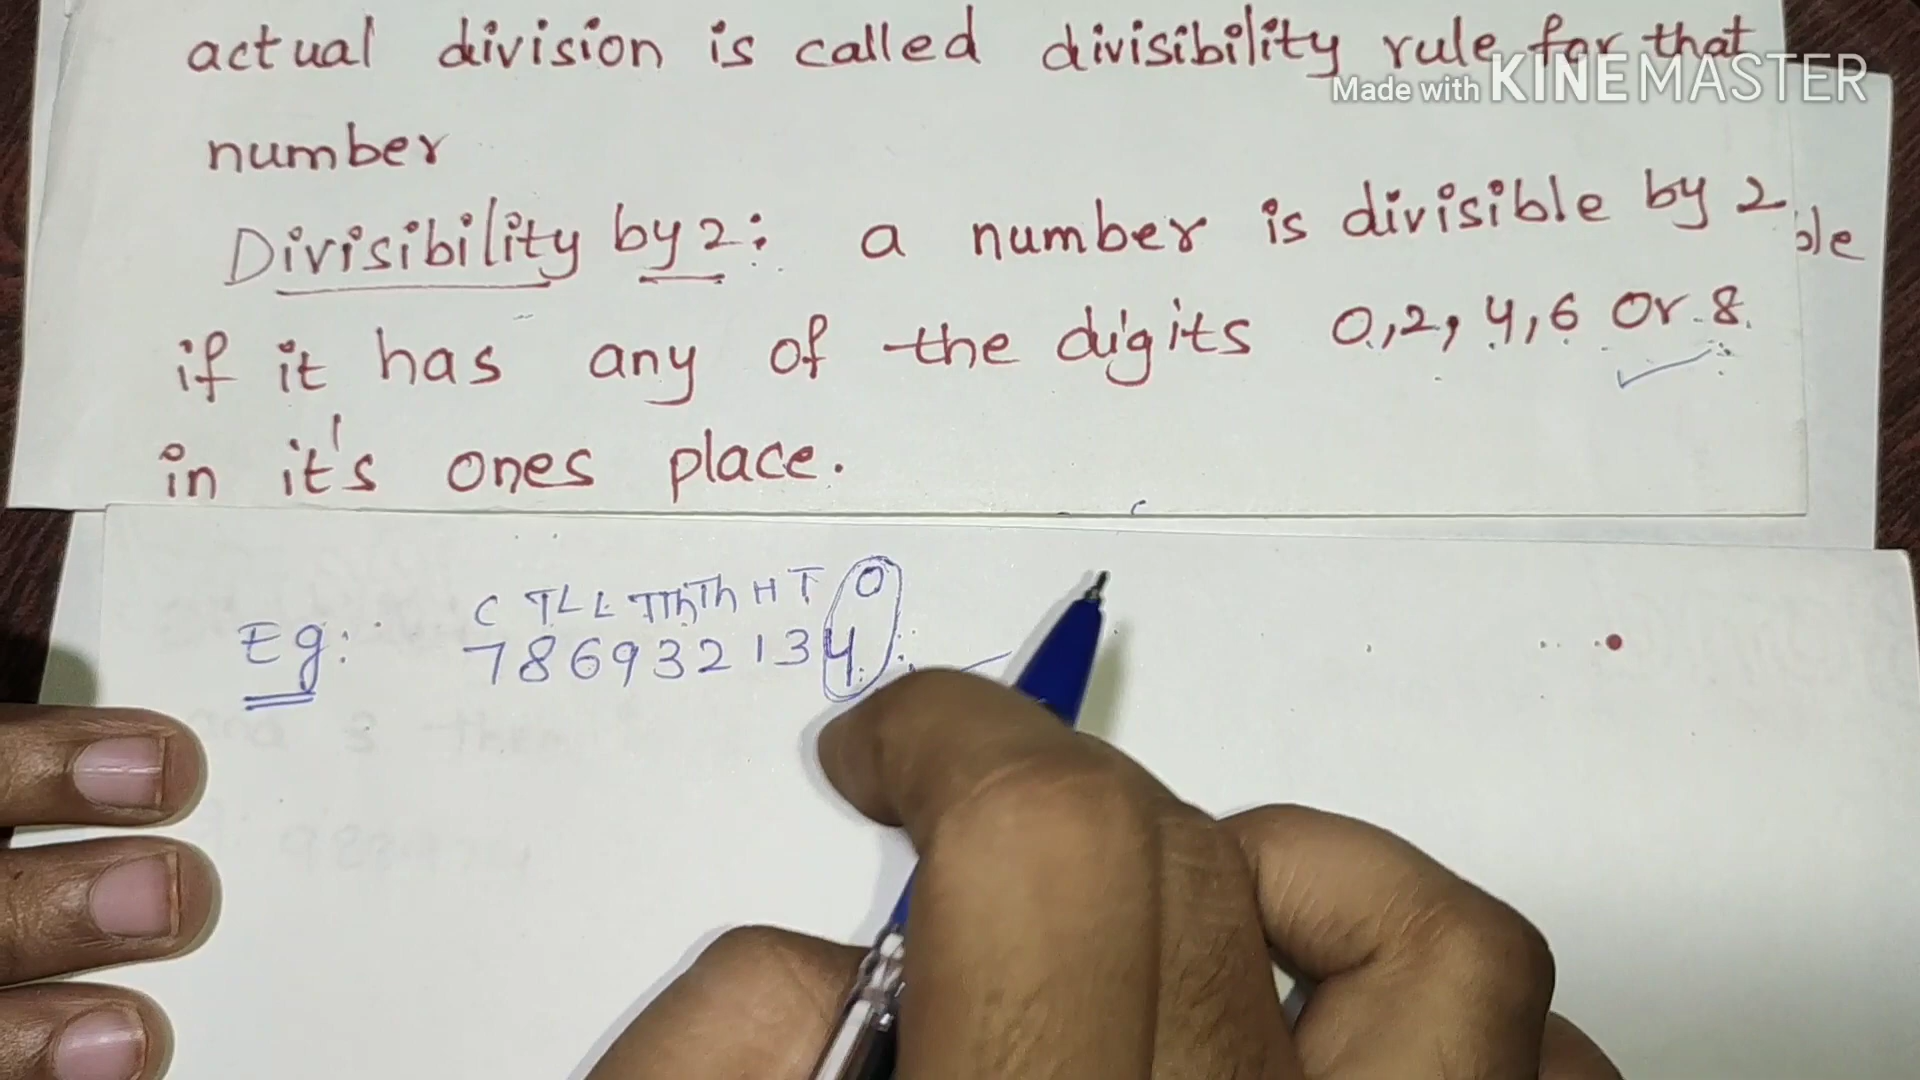 actual division is called divisibility rule for that
Made with KINEMASTER
number
Divisibility by 2: a number is divisible by 2
ble
if it has any of the digits 0,2,4,6 or 8.
in it's ones place.
C TL L TTh Th H T O
Eg: 786932134